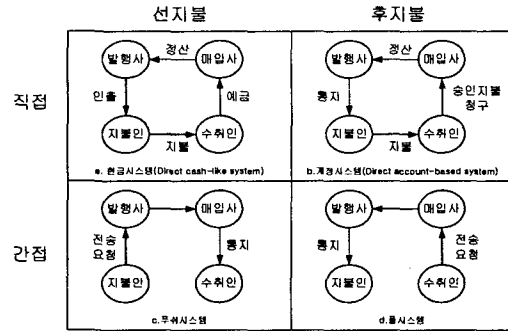 선지불 후지불
직접
발행사 정산 매입사
인출 예금
지불인 지불 수취인
a. 현금시스템(Direct cash-like system)
발행사 정산 매입사
통지 승인지불
청구
지불인 지불 수취인
b.계정시스템(Direct account-based system)
간접
발행사 매입사
전송
요청 통지
지불인 수취인
c.푸쉬시스템
발행사 매입사
통지 전송
요청
지불인 수취인
d.풀시스템